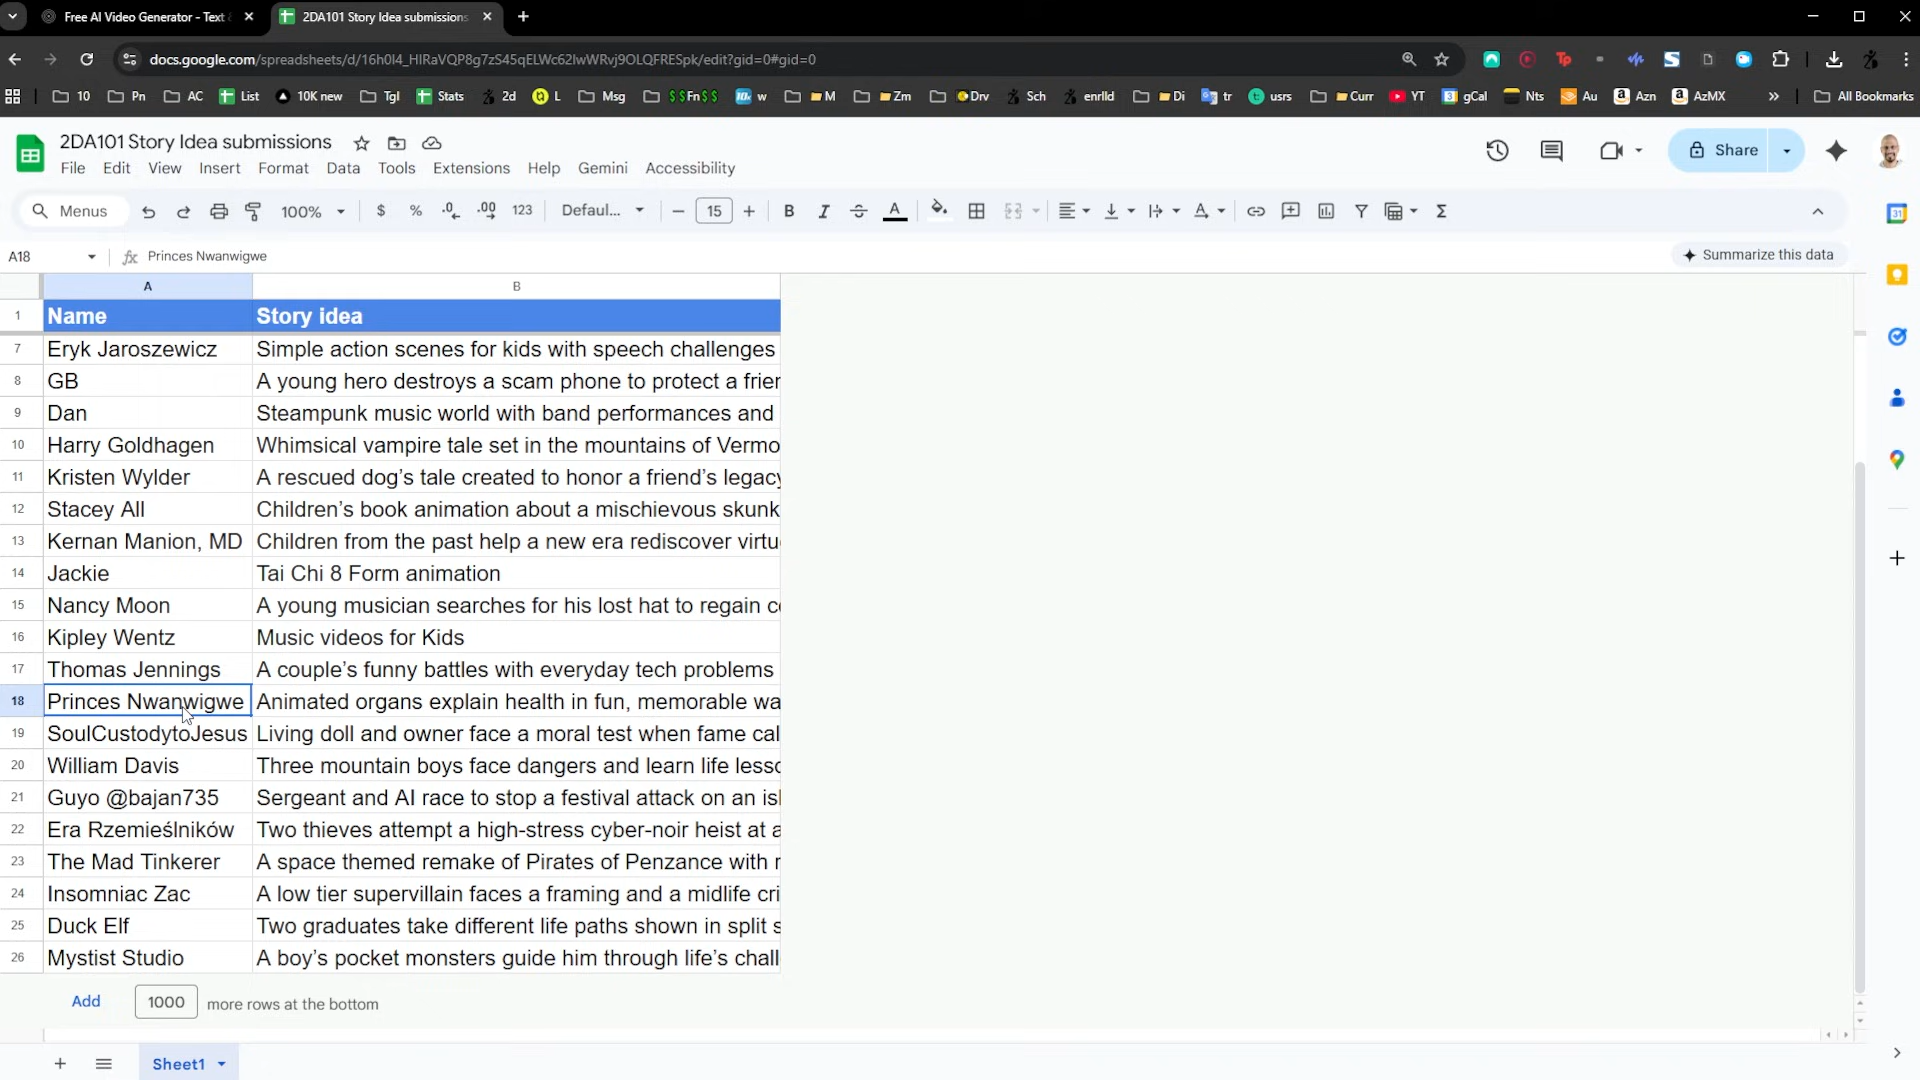 Free AI Video Generator - Text
2DA101 Story Idea submissions
docs.google.com/spreadsheets/d/16h0l4_HIRaVQP8g7zS45qELWc62lwWRvj9OLQFRESpk/edit?gid=0#gid=0
10 Pn AC List 10K new Tgl Stats 2d L Msg $$Fn$$ w M Zm Drv Sch enrlld Di tr usrs Curr YT gCal Nts Au Azn AzMX » All Bookmarks
2DA101 Story Idea submissions
File Edit View Insert Format Data Tools Extensions Help Gemini Accessibility
Share
Menus 100% $ % .0 .00 123 Defaul... 15 B I A Σ
A18 fx Princes Nwanwigwe
Summarize this data
A B
1 Name Story idea
7 Eryk Jaroszewicz Simple action scenes for kids with speech challenges
8 GB A young hero destroys a scam phone to protect a frien
9 Dan Steampunk music world with band performances and
10 Harry Goldhagen Whimsical vampire tale set in the mountains of Vermo
11 Kristen Wylder A rescued dog’s tale created to honor a friend’s legacy
12 Stacey All Children’s book animation about a mischievous skunk
13 Kernan Manion, MD Children from the past help a new era rediscover virtu
14 Jackie Tai Chi 8 Form animation
15 Nancy Moon A young musician searches for his lost hat to regain co
16 Kipley Wentz Music videos for Kids
17 Thomas Jennings A couple’s funny battles with everyday tech problems
18 Princes Nwanwigwe Animated organs explain health in fun, memorable wa
19 SoulCustodytoJesus Living doll and owner face a moral test when fame cal
20 William Davis Three mountain boys face dangers and learn life lesso
21 Guyo @bajan735 Sergeant and AI race to stop a festival attack on an isl
22 Era Rzemieślników Two thieves attempt a high-stress cyber-noir heist at a
23 The Mad Tinkerer A space themed remake of Pirates of Penzance with r
24 Insomniac Zac A low tier supervillain faces a framing and a midlife cri
25 Duck Elf Two graduates take different life paths shown in split s
26 Mystist Studio A boy’s pocket monsters guide him through life’s chall
Add 1000 more rows at the bottom
Sheet1